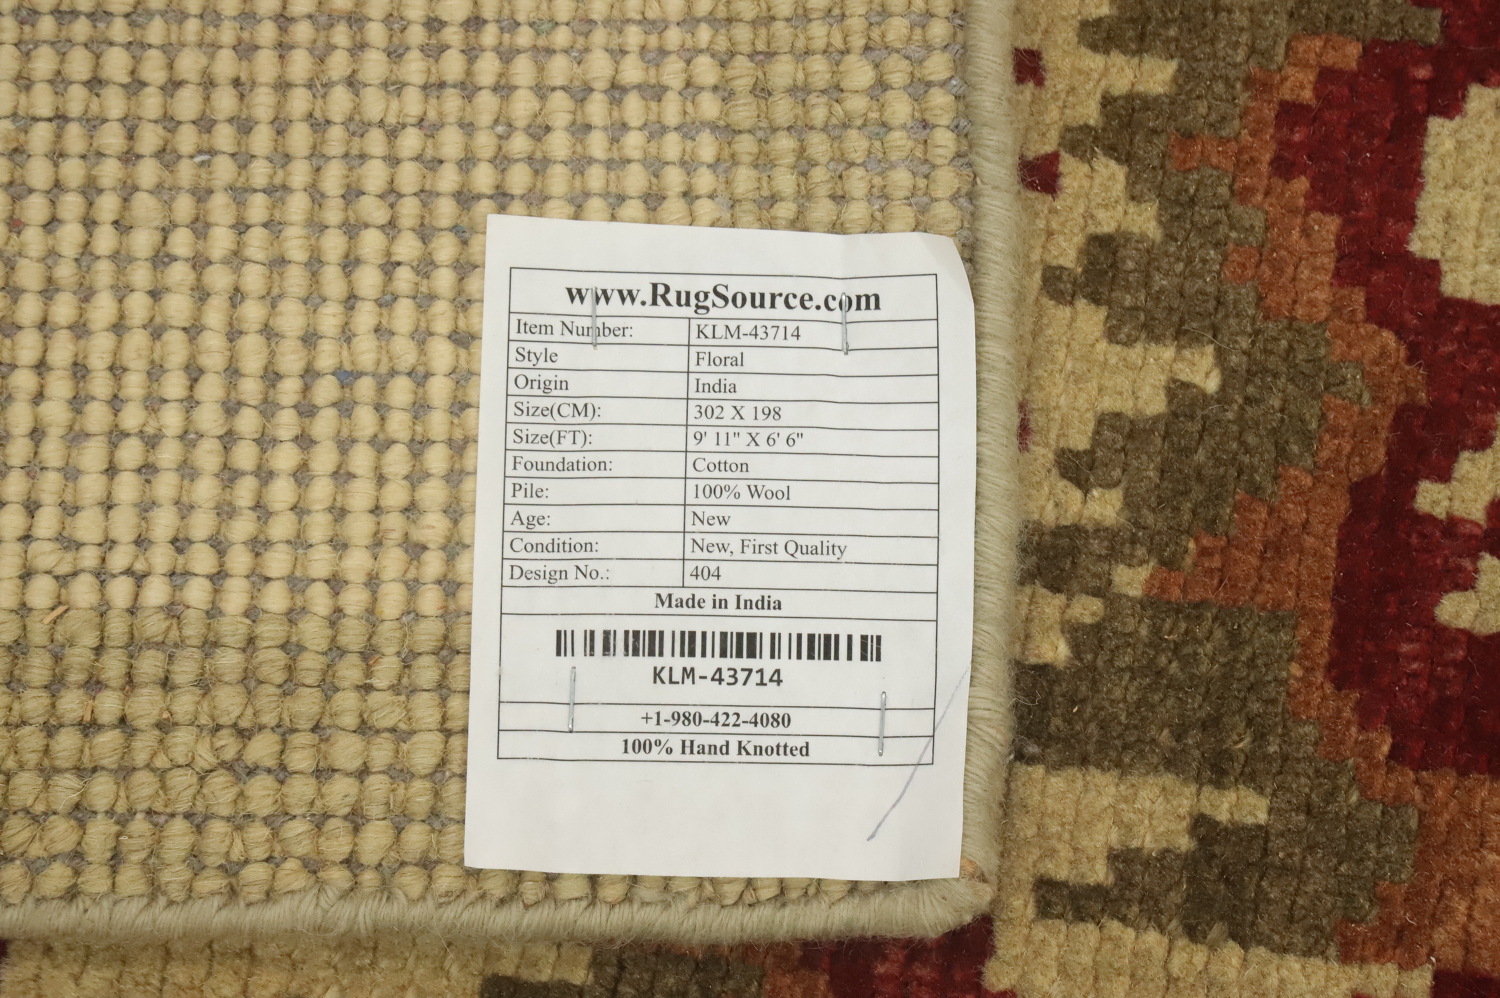 www.RugSource.com
Item Number: KLM-43714
Style Floral
Origin India
Size(CM): 302 X 198
Size(FT): 9' 11" X 6' 6"
Foundation: Cotton
Pile: 100% Wool
Age: New
Condition: New, First Quality
Design No.: 404
Made in India
KLM-43714
+1-980-422-4080
100% Hand Knotted